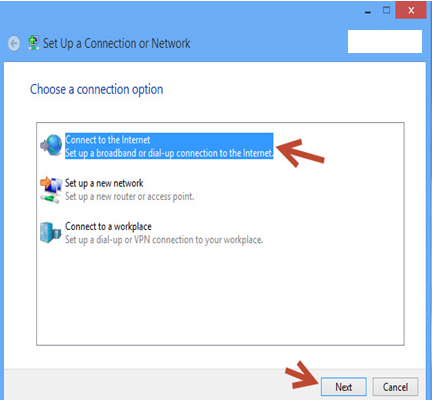 Set Up a Connection or Network
Choose a connection option
Connect to the Internet
Set up a broadband or dial-up connection to the Internet.
Set up a new network
Set up a new router or access point.
Connect to a workplace
Set up a dial-up or VPN connection to your workplace.
Next
Cancel